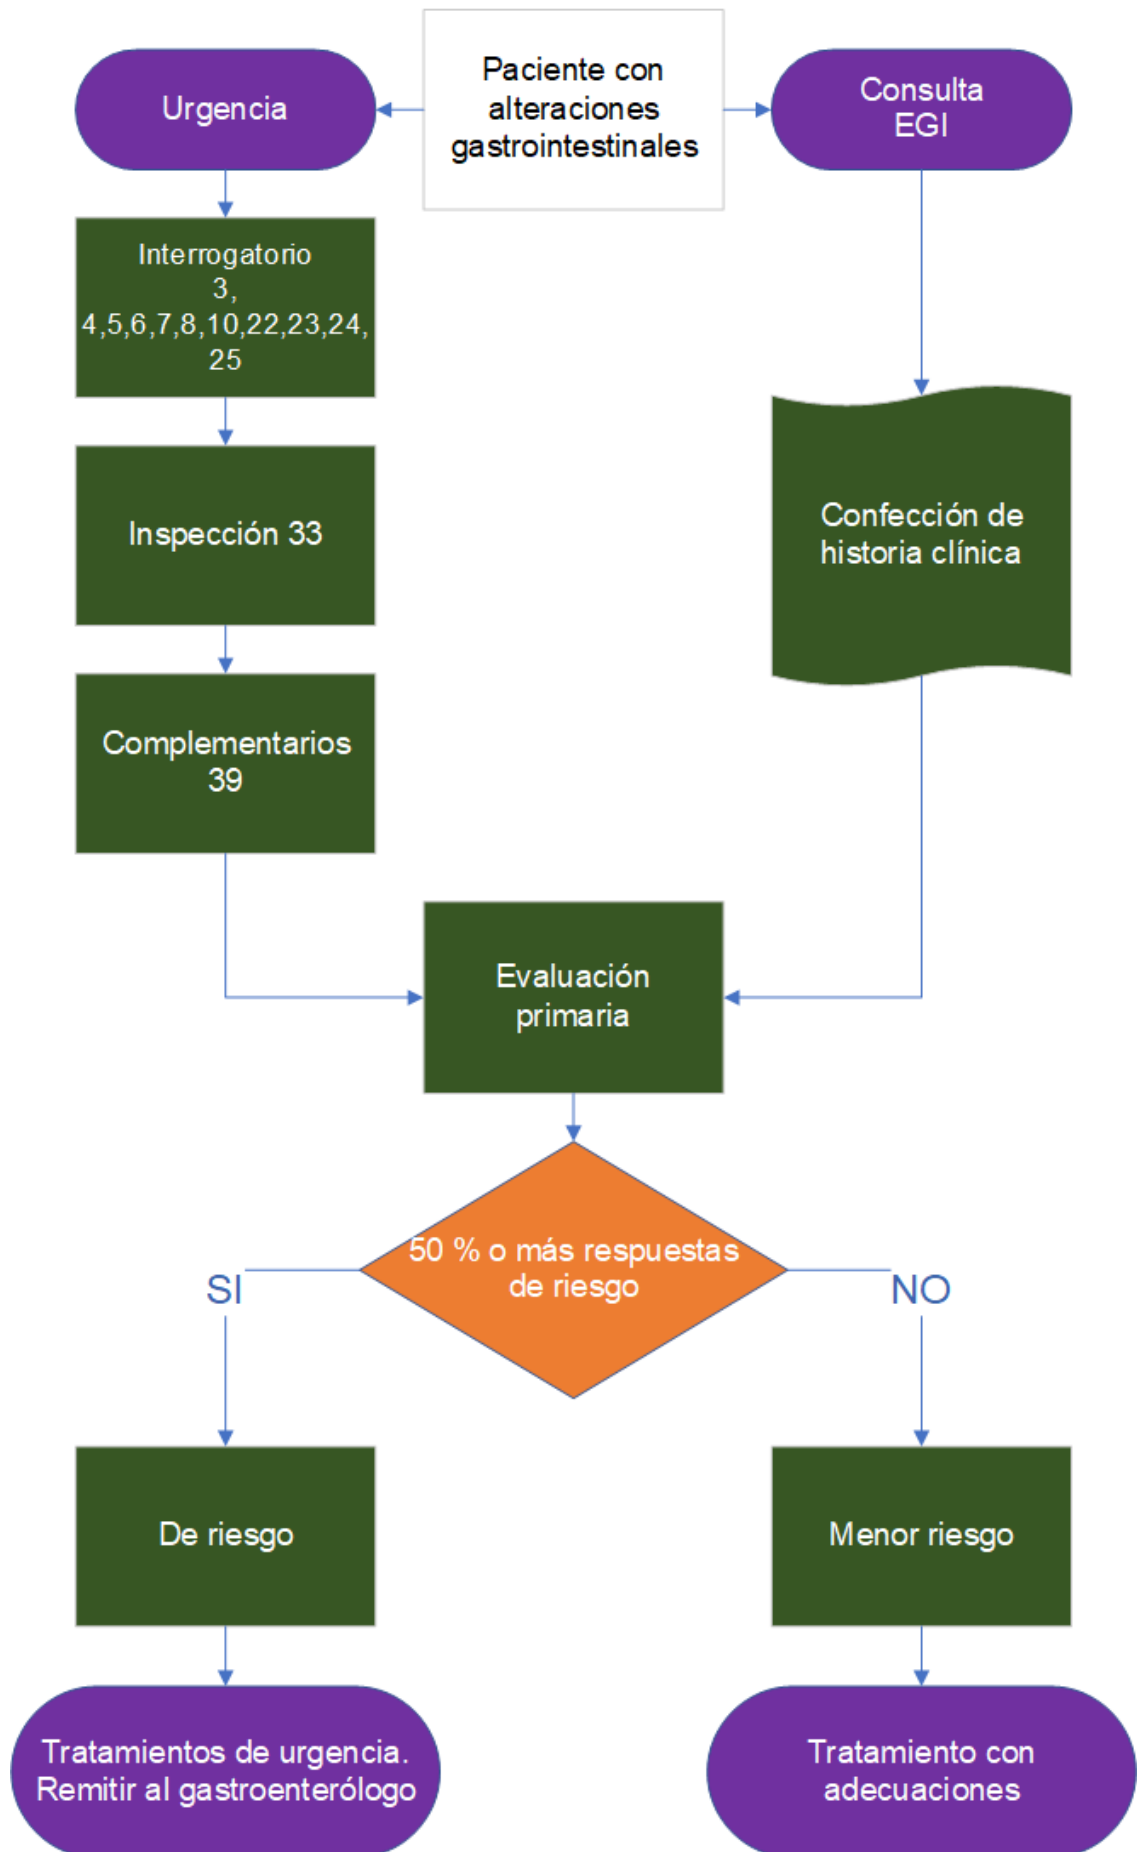 Paciente con
alteraciones
gastrointestinales
Urgencia
Consulta
EGI
Interrogatorio
3,
4,5,6,7,8,10,22,23,24,
25
Inspección 33
Confección de
historia clínica
Complementarios
39
Evaluación
primaria
50 % o más respuestas
de riesgo
SI
NO
De riesgo
Menor riesgo
Tratamientos de urgencia.
Remitir al gastroenterólogo
Tratamiento con
adecuaciones